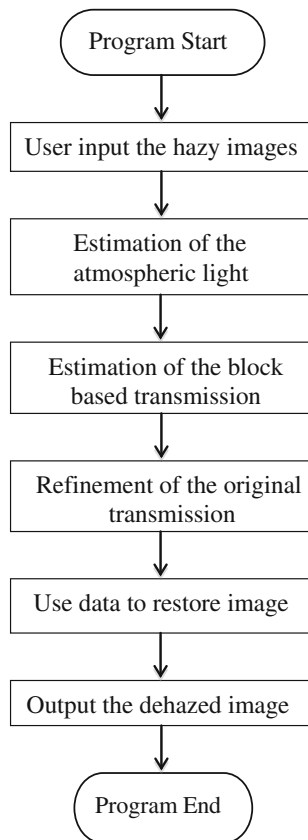 Program Start
User input the hazy images
Estimation of the
atmospheric light
Estimation of the block
based transmission
Refinement of the original
transmission
Use data to restore image
Output the dehazed image
Program End